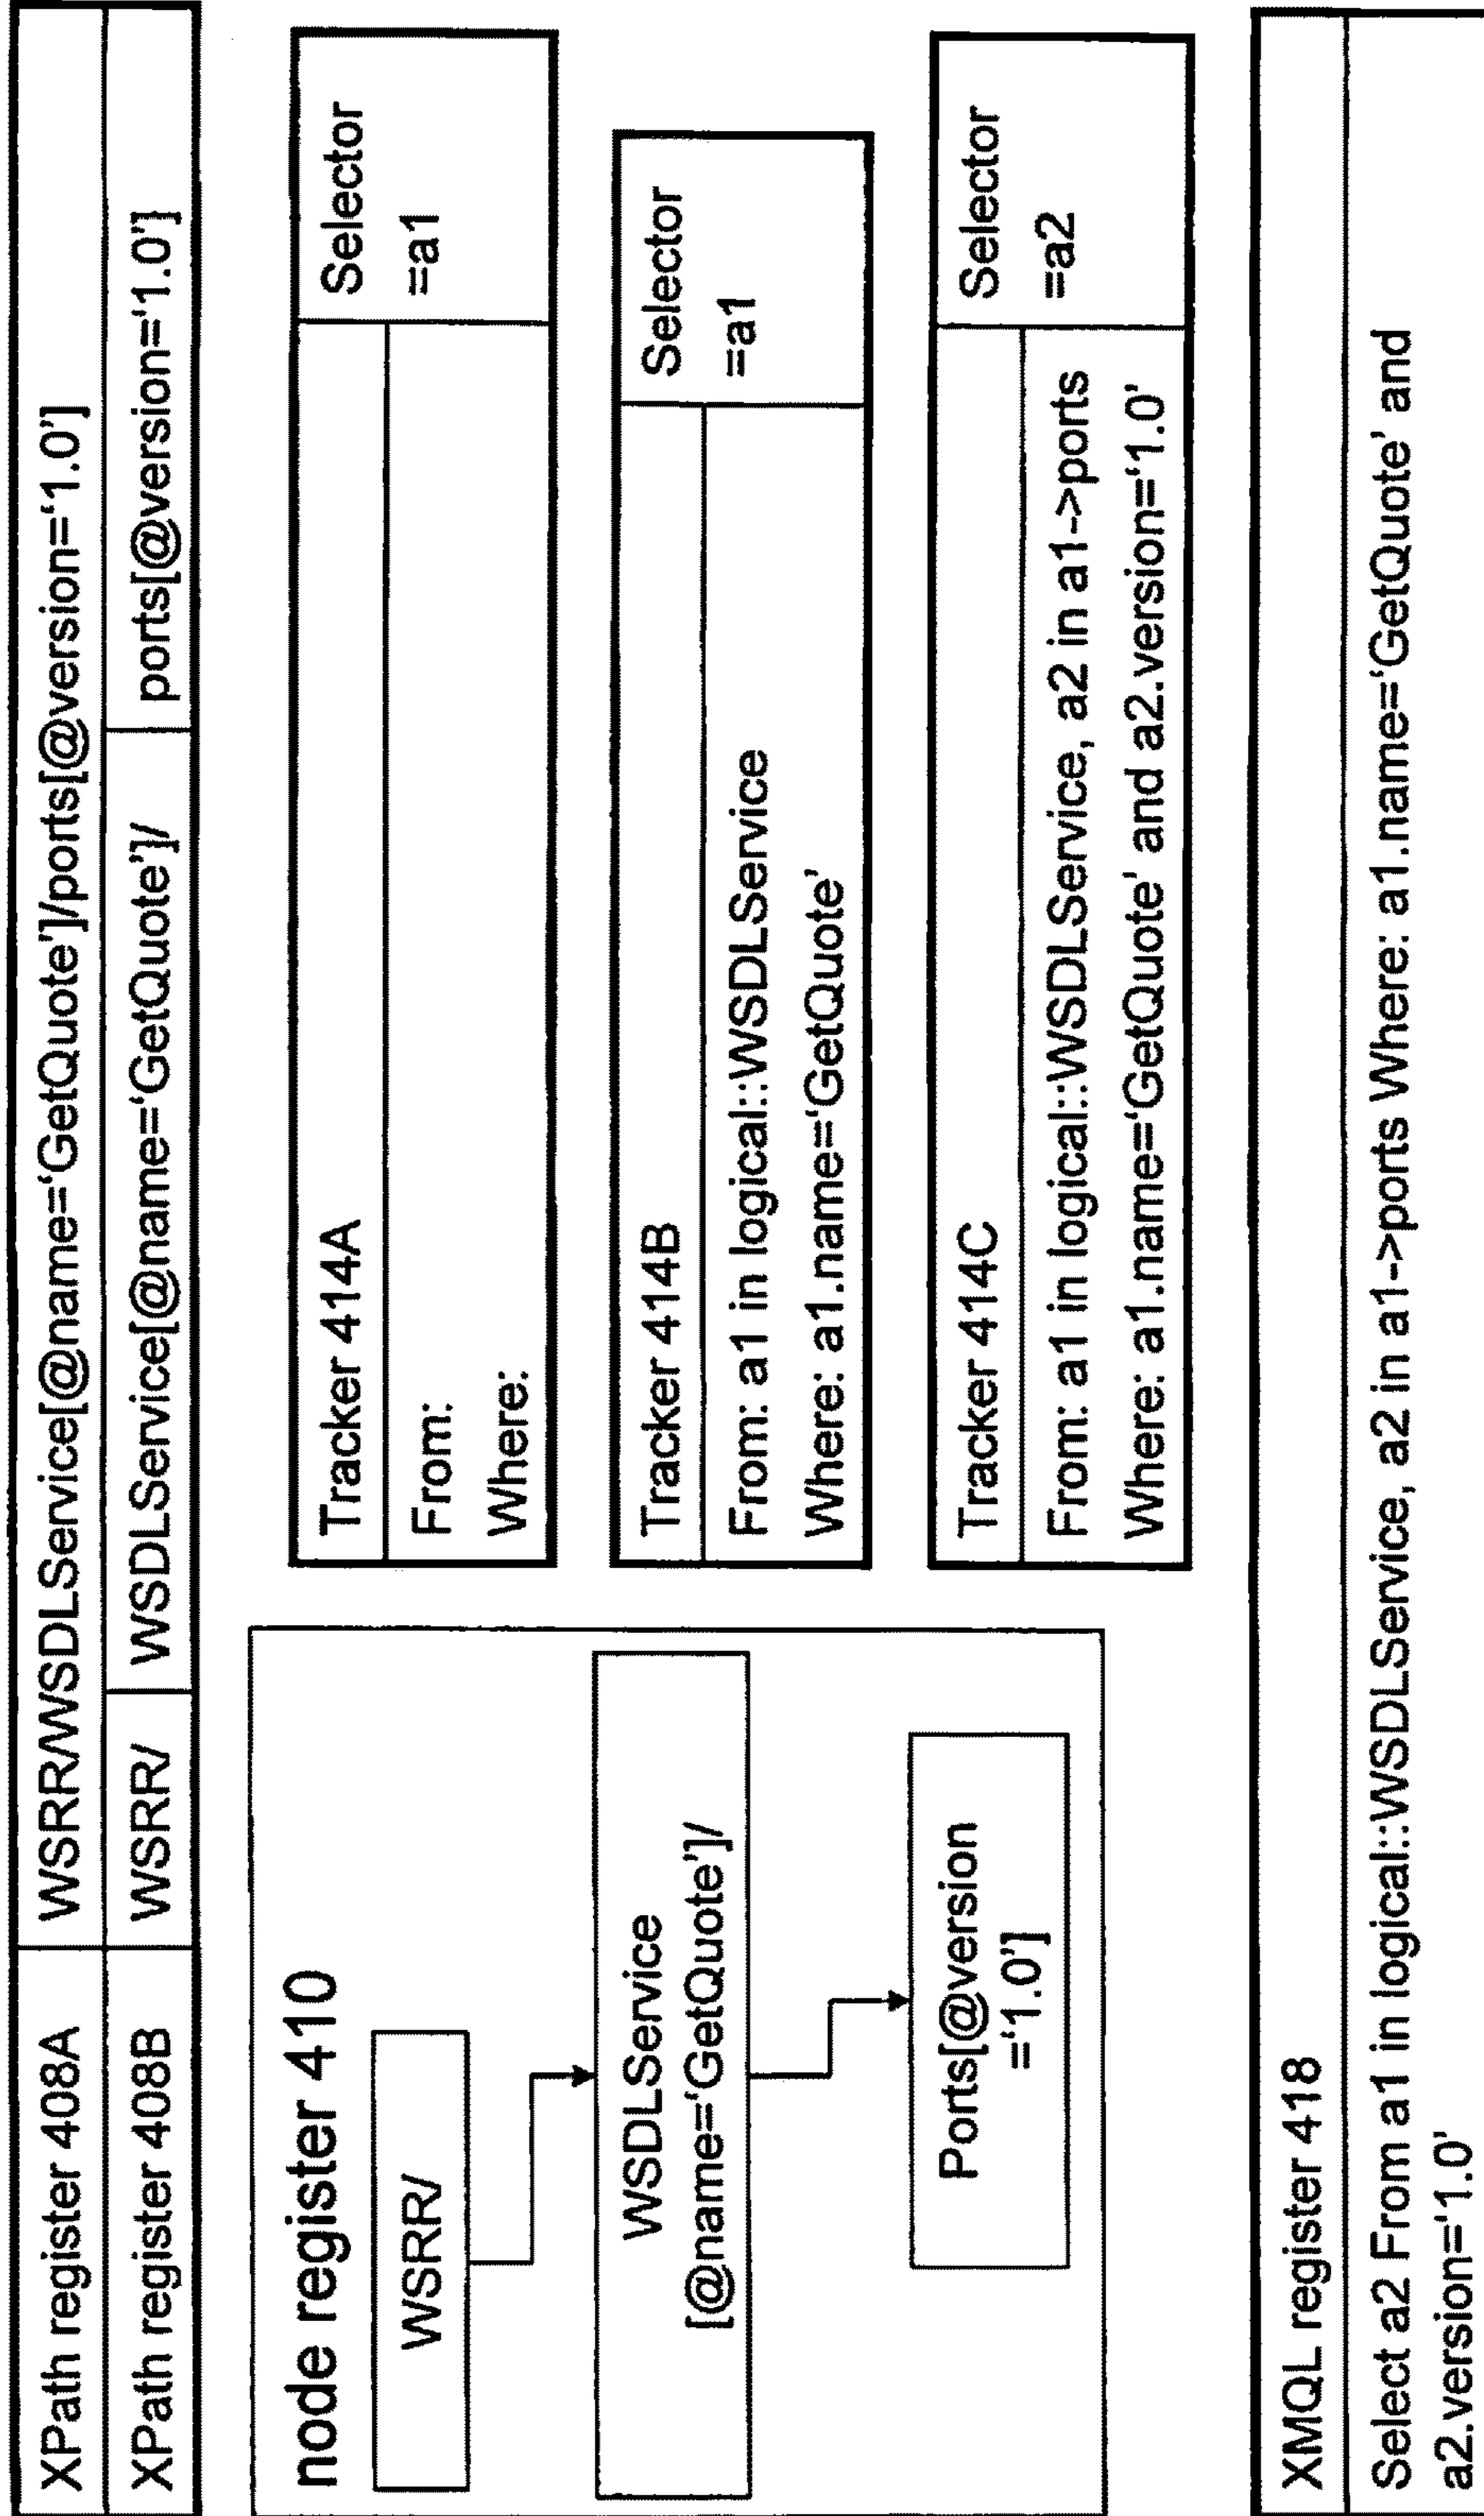 XPath register 408A
WSRR/WSDLService[@name=‘GetQuote’]/ports[@version=‘1.0’]
XPath register 408B
WSRR/
WSDLService[@name=‘GetQuote’]/
ports[@version=‘1.0’]
node register 410
WSRR/
WSDLService
[@name=‘GetQuote’]/
Ports[@version
=‘1.0’]
Tracker 414A
From:
Where:
Selector
=a1
Tracker 414B
From: a1 in logical::WSDLService
Where: a1.name=‘GetQuote’
Selector
=a1
Tracker 414C
From: a1 in logical::WSDLService, a2 in a1->ports
Where: a1.name=‘GetQuote’ and a2.version=‘1.0’
Selector
=a2
XMQL register 418
Select a2 From a1 in logical::WSDLService, a2 in a1->ports Where: a1.name=‘GetQuote’ and
a2.version=‘1.0’